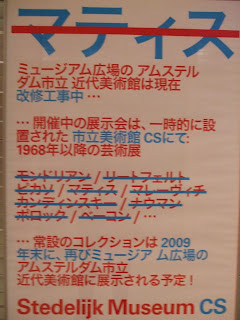 マティス
ミュージアム広場の アムステル
ダム市立 近代美術館は現在
改修工事中 …
… 開催中の展示会は、一時的に設
置された 市立美術館 CSにて:
1968年以降の芸術展
モンドリアン / リートフェルト
ピカソ / マティス / マレーヴィチ
カンディンスキー / ナウマン
ポロック / ベーコン / …
… 常設のコレクションは 2009
年末に、再びミュージア ム広場の
アムステルダム市立
近代美術館に展示される予定！
Stedelijk Museum CS